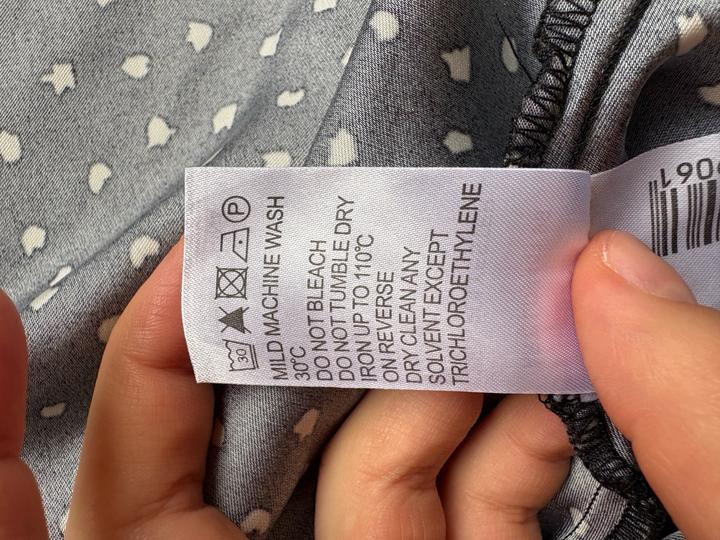 30 P
MILD MACHINE WASH
30°C
DO NOT BLEACH
DO NOT TUMBLE DRY
IRON UP TO 110°C
ON REVERSE
DRY CLEAN ANY
SOLVENT EXCEPT
TRICHLOROETHYLENE